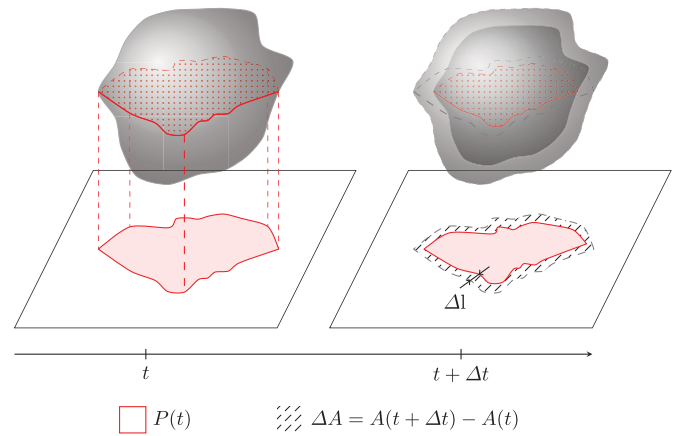 Δl
t
t + Δt
P(t)
ΔA = A(t + Δt) − A(t)